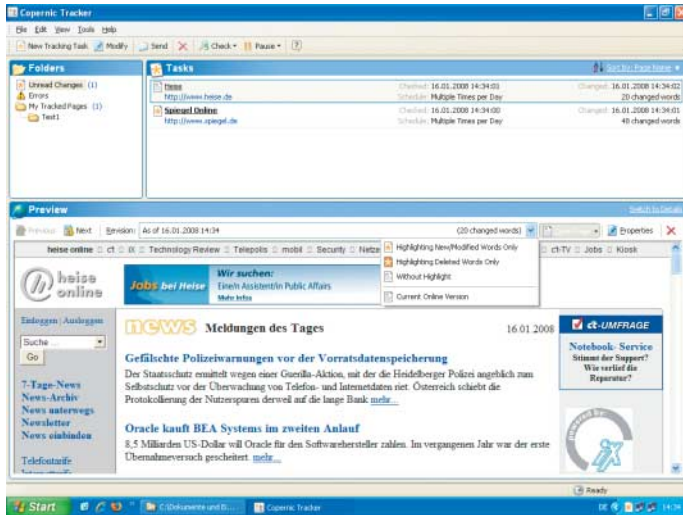 Copernic Tracker
File Edit View Tools Help
New Tracking Task Modify Send Check Pause
Folders
Unread Changes (1)
Errors
My Tracked Pages (1)
Test1
Tasks
Sort by: Page Name
Heise
Checked: 16.01.2008 14:34:01
Changed: 16.01.2008 14:34:02
http://www.heise.de
Schedule: Multiple Times per Day
20 changed words
Spiegel Online
Checked: 16.01.2008 14:34:00
Changed: 16.01.2008 14:34:01
http://www.spiegel.de
Schedule: Multiple Times per Day
48 changed words
Preview
Switch to Details
Previous Next Revision: As of 16.01.2008 14:34 (20 changed words) Properties
Highlighting New/Modified Words Only
Highlighting Deleted Words Only
Without Highlight
Current Online Version
heise online c't iX Technology Review Telepolis mobil Security Netze c't-TV Jobs Kiosk
heise online
Jobs bei Heise
Wir suchen:
Eine/n Assistent/in Public Affairs
Mehr Infos
Einloggen | Ausloggen
Suche ...
Go
7-Tage-News
News-Archiv
News unterwegs
Newsletter
News einbinden
Telefontarife
news Meldungen des Tages 16.01.2008
Gefälschte Polizeiwarnungen vor der Vorratsdatenspeicherung
Der Staatsschutz ermittelt wegen einer Guerilla-Aktion, mit der die Heidelberger Polizei angeblich zum
Selbstschutz vor der Überwachung von Telefon- und Internetdaten riet. Österreich schiebt die
Protokollierung der Nutzerspuren derweil auf die lange Bank mehr...
Oracle kauft BEA Systems im zweiten Anlauf
8,5 Milliarden US-Dollar will Oracle für den Softwarehersteller zahlen. Im vergangenen Jahr war der erste
Übernahmeversuch gescheitert. mehr...
c't-UMFRAGE
Notebook-Service
Stimmt der Support?
Wie verlief die
Reparatur?
powered by:
iX
Ready
Start
C:\Dokumente und D...
Copernic Tracker
DE
14:34